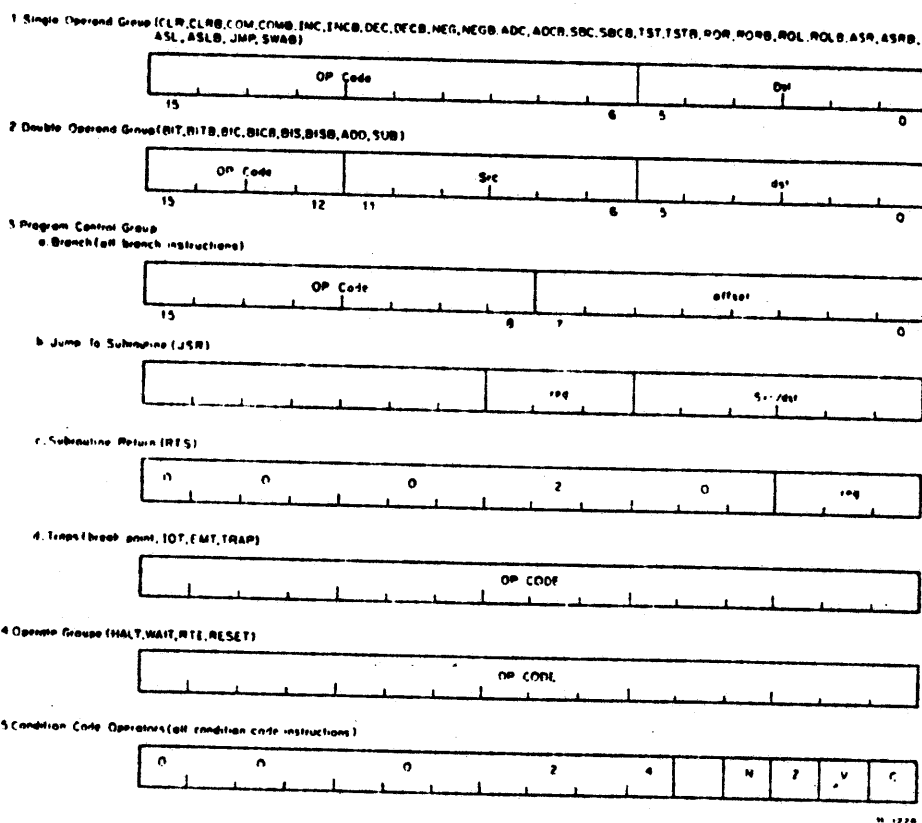 1 Single Operand Group (CLR,CLRB,COM,COMB,INC,INCB,DEC,DECB,NEG,NEGB,ADC,ADCB,SBC,SBCB,TST,TSTB,ROR,RORB,ROL,ROLB,ASR,ASRB,
ASL,ASLB,JMP,SWAB)
OP Code Dst
15 6 5 0
2 Double Operand Group (BIT,BITB,BIC,BICB,BIS,BISB,ADD,SUB)
OP Code Src dst
15 12 11 6 5 0
3 Program Control Group
a. Branch (all branch instructions)
OP Code offset
15 8 7 0
b Jump To Subroutine (JSR)
reg Src/dst
c. Subroutine Return (RTS)
0 0 0 2 0 reg
d. Traps (break point, IOT,EMT,TRAP)
OP CODE
4 Operate Groups (HALT,WAIT,RTI,RESET)
OP CODE
5 Condition Code Operators (all condition code instructions)
0 0 0 2 4 N Z V C